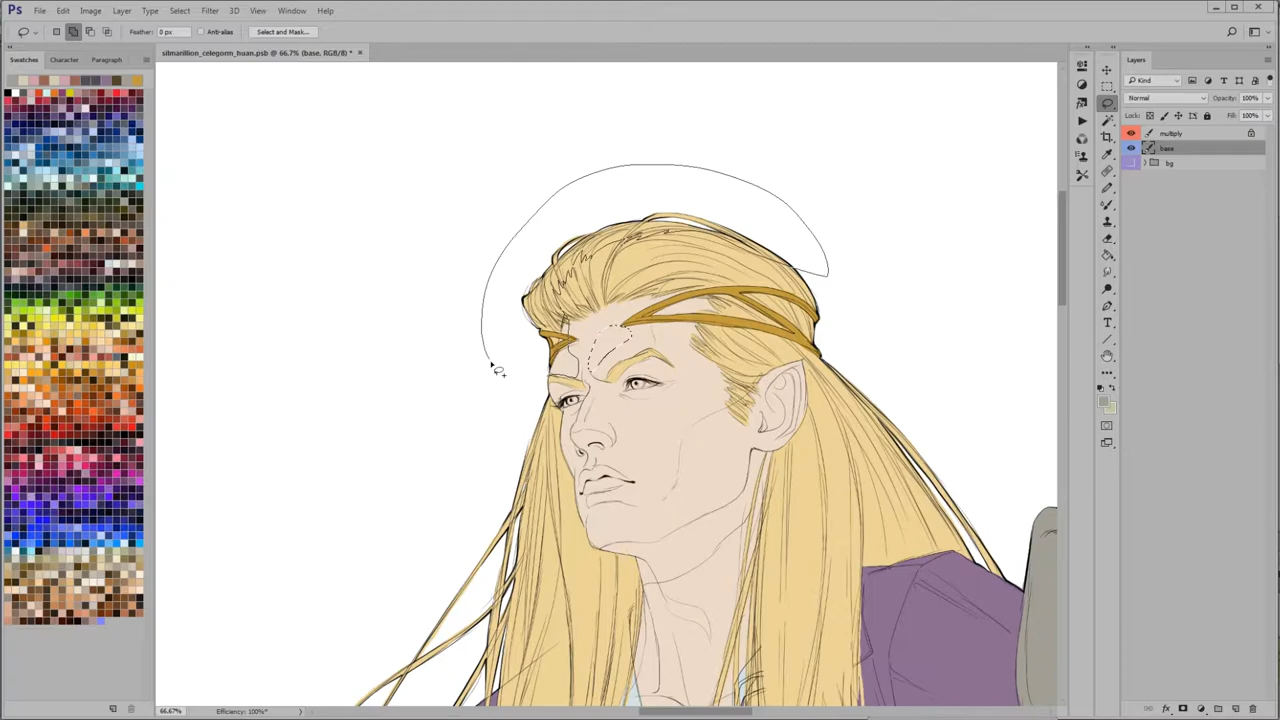 Ps File Edit Image Layer Type Select Filter 3D View Window Help
Feather: 0 px Anti-alias Select and Mask...
silmarillion_celegorm_huan.psb @ 66.7% (base, RGB/8) * ×
Swatches Character Paragraph
Layers
Kind
Normal Opacity: 100%
Lock: Fill: 100%
multiply
base
bg
66.67% Efficiency: 100%*